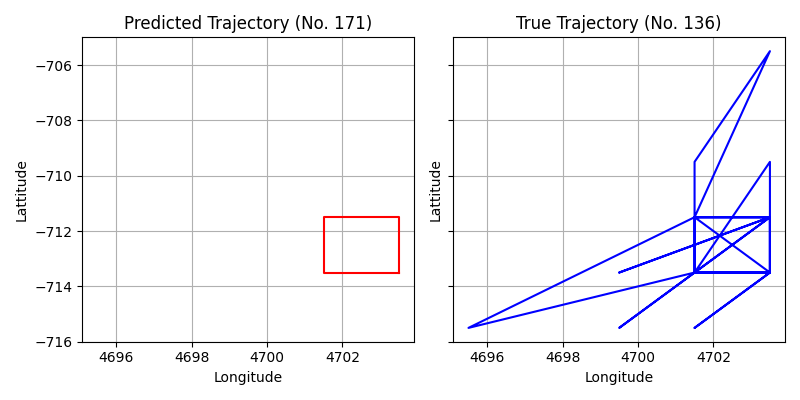 Predicted Trajectory (No. 171)
True Trajectory (No. 136)
−706
−708
−710
−712
−714
−716
Lattitude
Lattitude
4696 4698 4700 4702
4696 4698 4700 4702
Longitude
Longitude